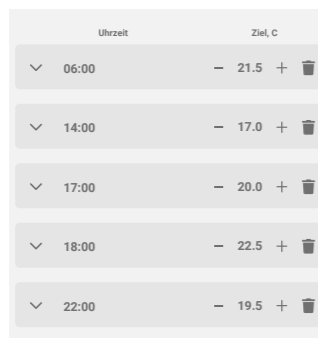 Uhrzeit Ziel, C
06:00 − 21.5 +
14:00 − 17.0 +
17:00 − 20.0 +
18:00 − 22.5 +
22:00 − 19.5 +